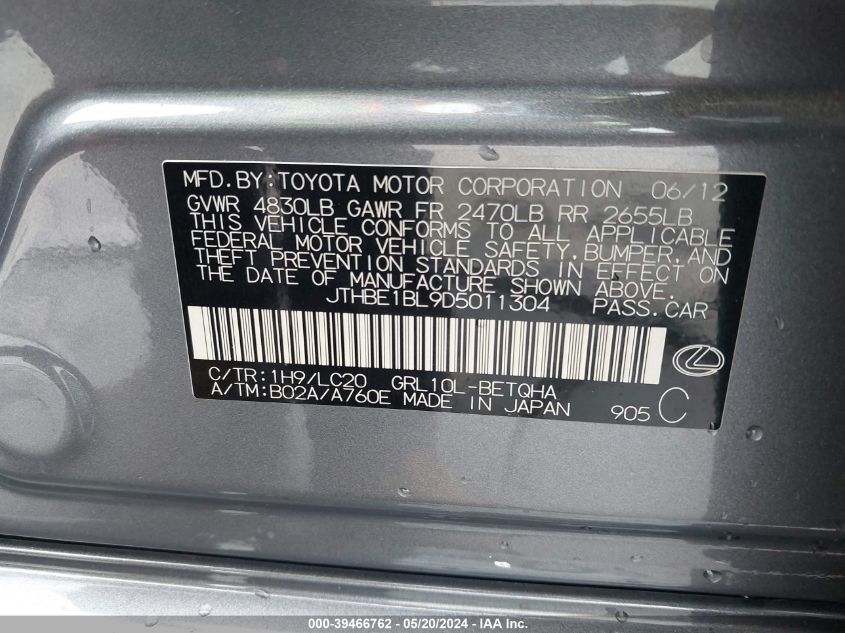 MFD.BY:TOYOTA MOTOR CORPORATION 06/12
GVWR 4830LB GAWR FR 2470LB RR 2655LB
THIS VEHICLE CONFORMS TO ALL APPLICABLE
FEDERAL MOTOR VEHICLE SAFETY,BUMPER,AND
THEFT PREVENTION STANDARDS IN EFFECT ON
THE DATE OF MANUFACTURE SHOWN ABOVE.
JTHBE1BL9D5011304 PASS.CAR
C/TR:1H9/LC20 GRL10L-BETQHA
A/TM:B02A/A760E MADE IN JAPAN 905 C
000-39466762 — 05/20/2024 — IAA Inc.